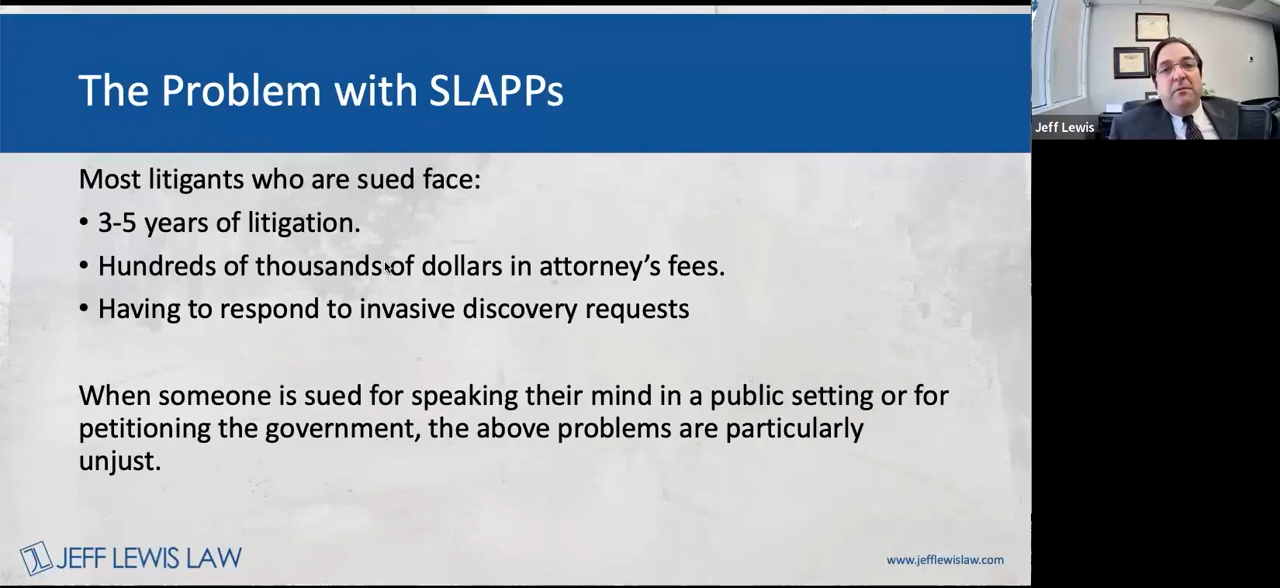 The Problem with SLAPPs
Jeff Lewis
Most litigants who are sued face:
• 3-5 years of litigation.
• Hundreds of thousands of dollars in attorney’s fees.
• Having to respond to invasive discovery requests
When someone is sued for speaking their mind in a public setting or for
petitioning the government, the above problems are particularly
unjust.
JEFF LEWIS LAW
www.jefflewislaw.com